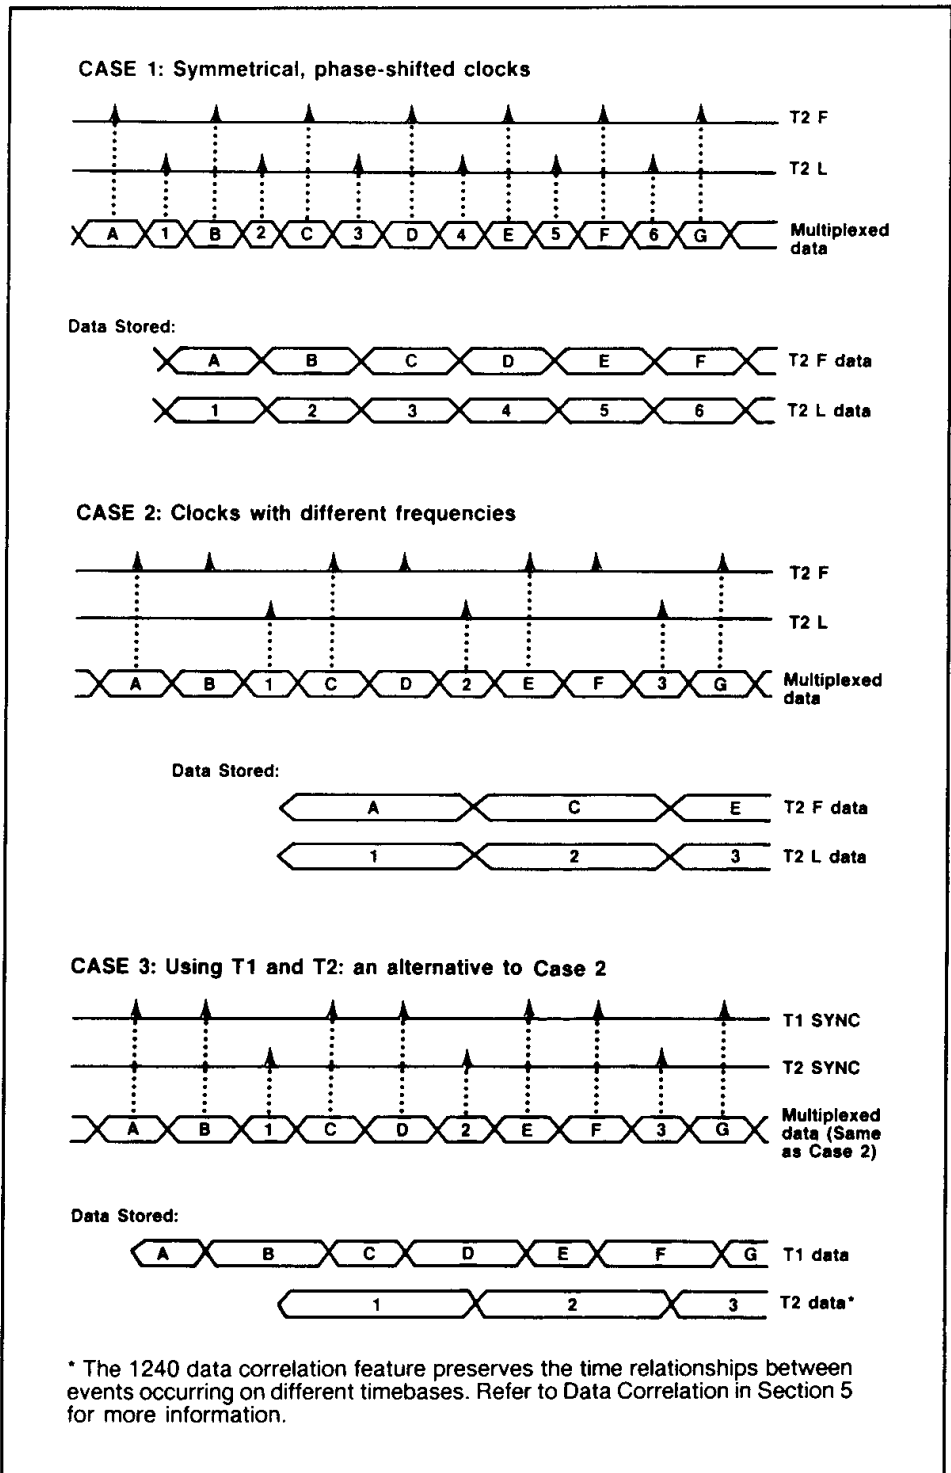 CASE 1: Symmetrical, phase-shifted clocks
T2 F
T2 L
A 1 B 2 C 3 D 4 E 5 F 6 G
Multiplexed
data
Data Stored:
A B C D E F
T2 F data
1 2 3 4 5 6
T2 L data
CASE 2: Clocks with different frequencies
T2 F
T2 L
A B 1 C D 2 E F 3 G
Multiplexed
data
Data Stored:
A C E
T2 F data
1 2 3
T2 L data
CASE 3: Using T1 and T2: an alternative to Case 2
T1 SYNC
T2 SYNC
A B 1 C D 2 E F 3 G
Multiplexed
data (Same
as Case 2)
Data Stored:
A B C D E F G
T1 data
1 2 3
T2 data*
* The 1240 data correlation feature preserves the time relationships between
events occurring on different timebases. Refer to Data Correlation in Section 5
for more information.